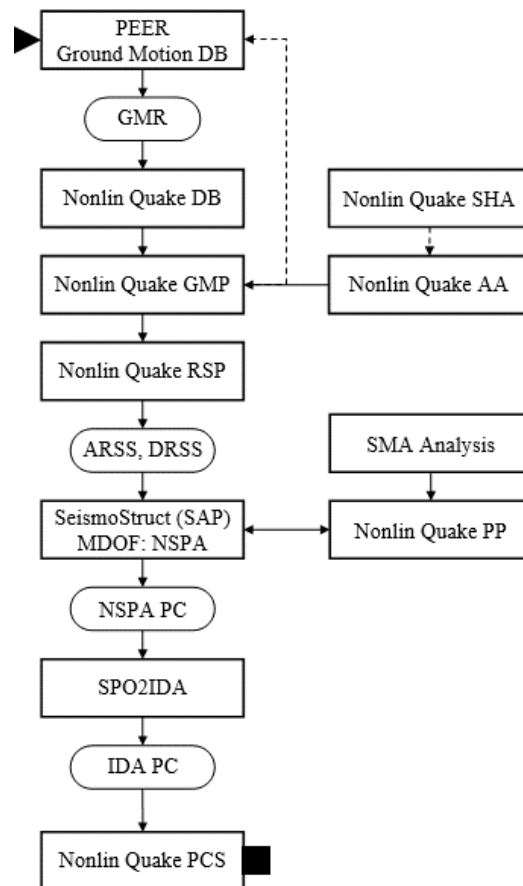 PEER
Ground Motion DB
GMR
Nonlin Quake DB
Nonlin Quake SHA
Nonlin Quake GMP
Nonlin Quake AA
Nonlin Quake RSP
ARSS, DRSS
SMA Analysis
SeismoStruct (SAP)
MDOF: NSPA
Nonlin Quake PP
NSPA PC
SPO2IDA
IDA PC
Nonlin Quake PCS